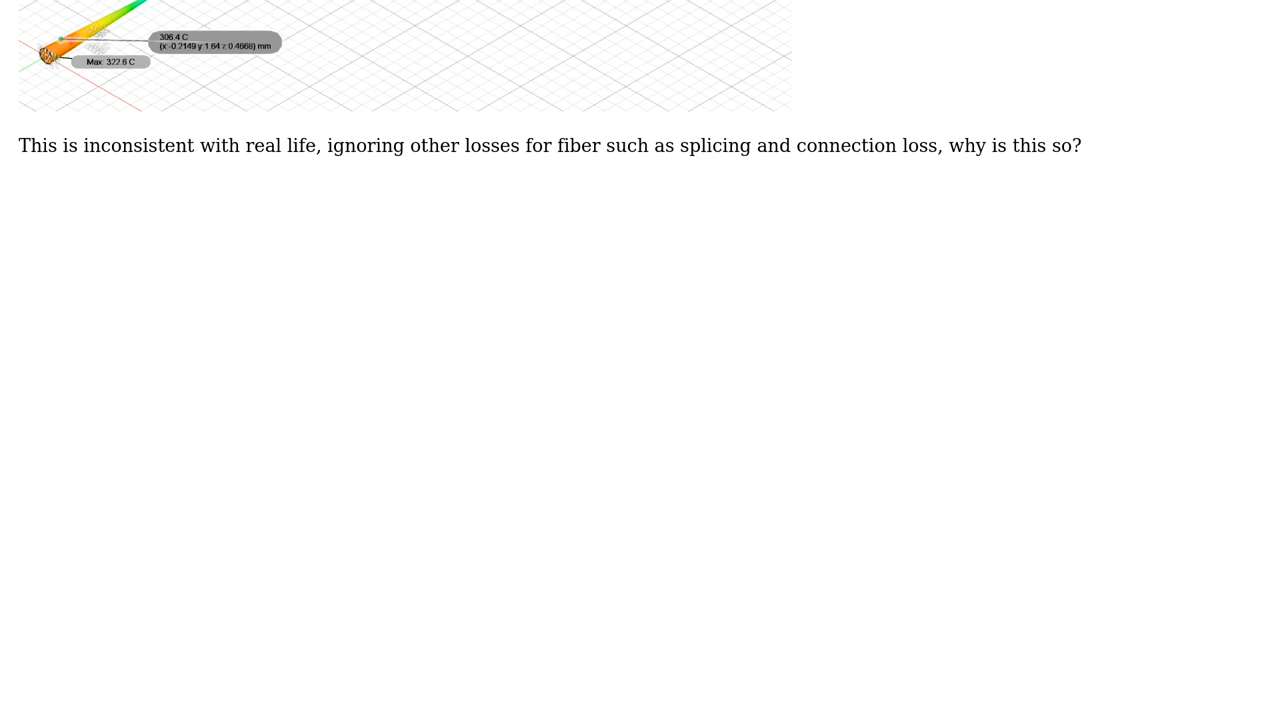 306.4 C
(x:-0.2149 y:1.64 z:0.4668) mm
Max: 322.6 C
This is inconsistent with real life, ignoring other losses for fiber such as splicing and connection loss, why is this so?